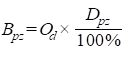 B_pz = O_d × D_pz / 100%